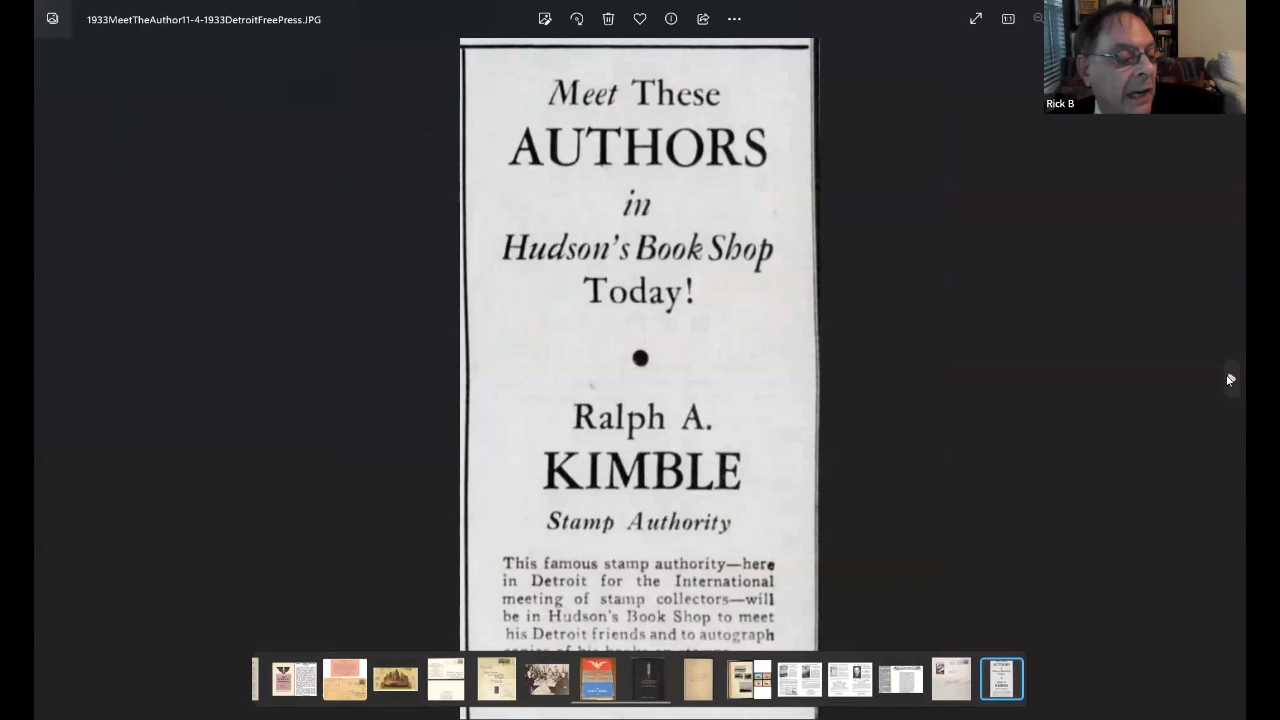 1933MeetTheAuthor11-4-1933DetroitFreePress.JPG
Rick B
Meet These
AUTHORS
in
Hudson's Book Shop
Today!
Ralph A.
KIMBLE
Stamp Authority
This famous stamp authority—here
in Detroit for the International
meeting of stamp collectors—will
be in Hudson's Book Shop to meet
his Detroit friends and to autograph